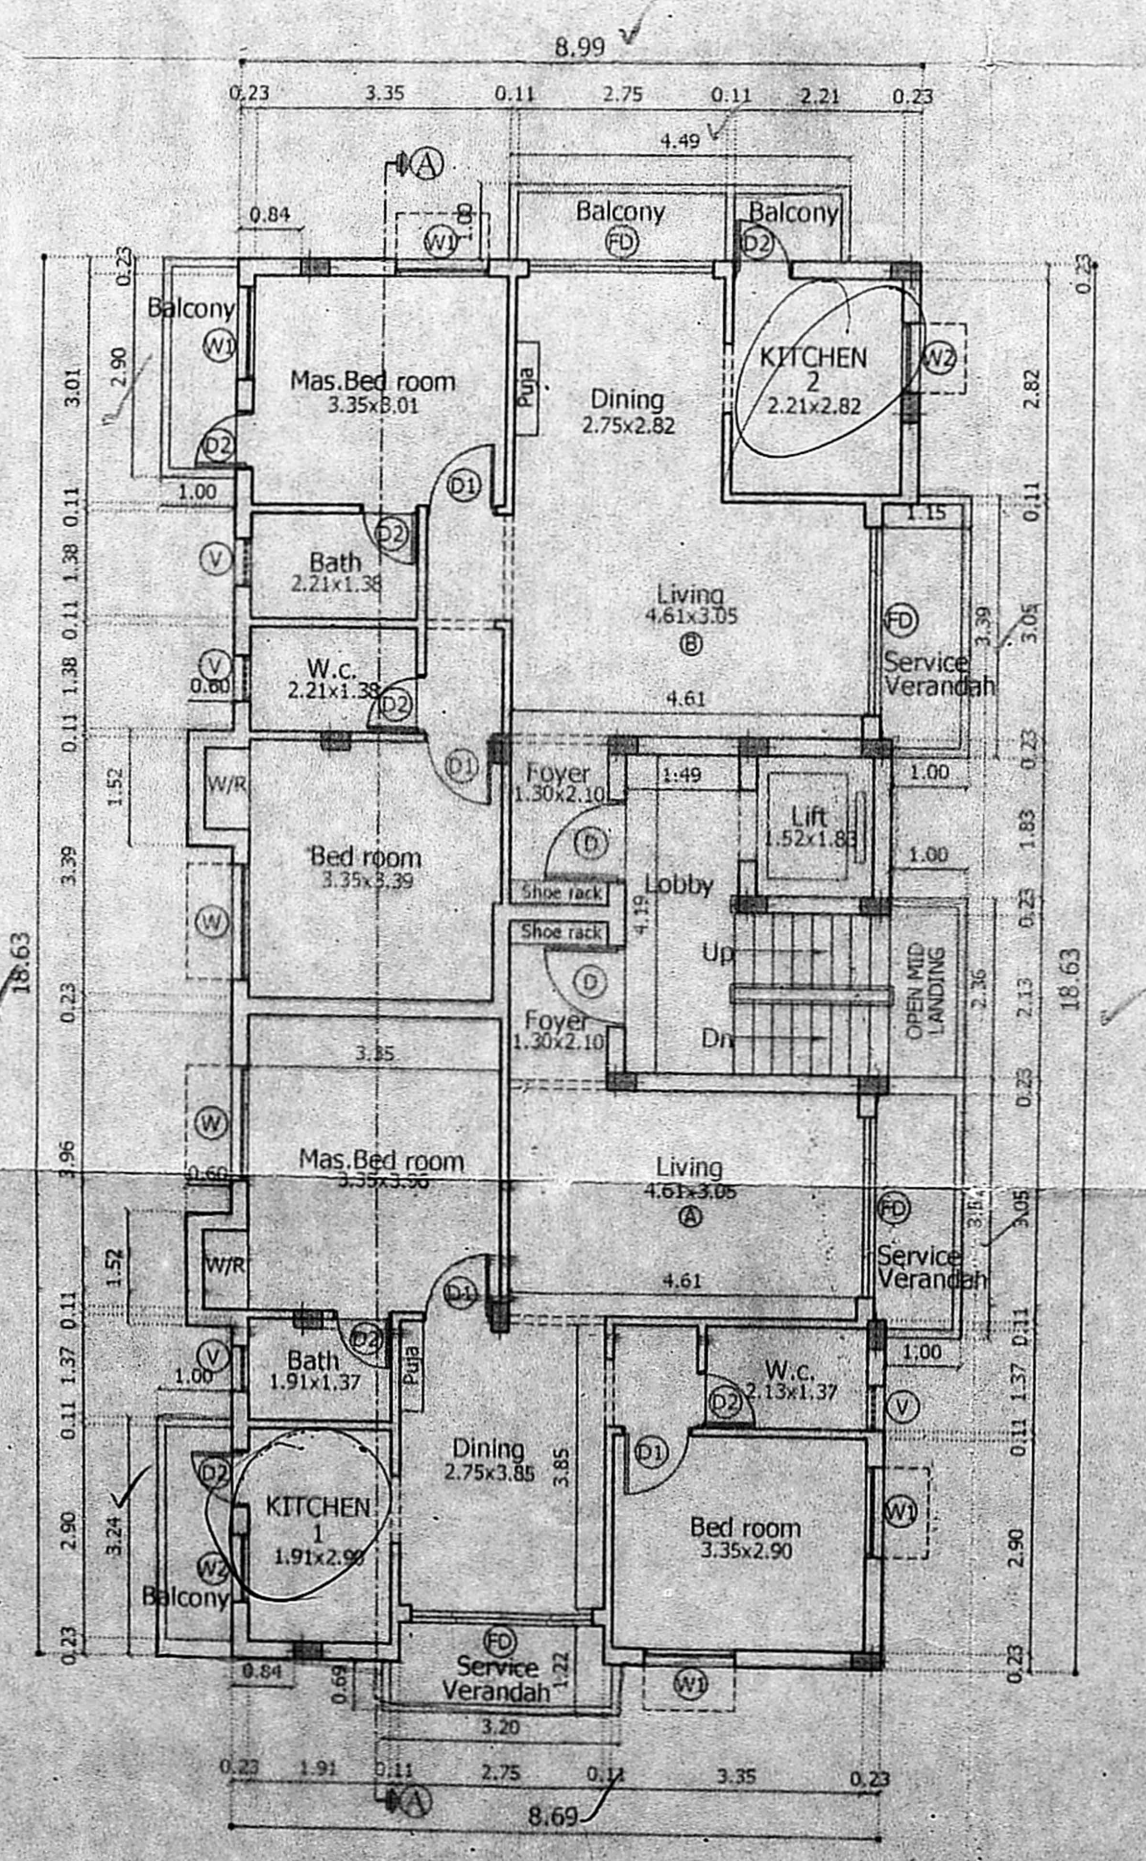 8.99
0.23 3.35 0.11 2.75 0.11 2.21 0.23
4.49
A
0.84
W1
1.00
Balcony
FD
Balcony
D2
0.23
0.23
Balcony
W1
2.90
3.01
D2
1.00
Mas.Bed room
3.35x3.01
D1
Puja
Dining
2.75x2.82
KITCHEN
2
2.21x2.82
W2
2.82
0.11
0.11
1.15
V
1.38
Bath
2.21x1.38
D2
Living
4.61x3.05
B
4.61
FD
Service
Verandah
3.39
3.05
0.11
V
0.60
1.38
W.c.
2.21x1.38
D2
0.11
0.23
1.52
W/R
D1
Foyer
1.30x2.10
D
Shoe rack
1.49
Lift
1.52x1.83
1.00
1.00
1.83
3.39
Bed room
3.35x3.39
W
Lobby
4.19
0.23
18.63
Shoe rack
D
Foyer
1.30x2.10
Up
Dn
OPEN MID
LANDING
2.36
2.13
18.63
0.23
3.35
0.23
W
3.96
0.60
Mas.Bed room
3.35x3.96
Living
4.61x3.05
A
4.61
FD
Service
Verandah
3.05
1.52
W/R
D1
0.11
0.11
1.00
V
1.00
1.37
Bath
1.91x1.37
D2
Puja
W.c.
2.13x1.37
D2
V
1.37
0.11
0.11
D2
KITCHEN
1
1.91x2.90
W2
Balcony
3.24
2.90
Dining
2.75x3.85
3.85
D1
Bed room
3.35x2.90
W1
2.90
0.23
0.23
0.84
0.69
FD
Service
Verandah
1.22
W1
3.20
0.23 1.91 0.11 2.75 0.11 3.35 0.23
A
8.69